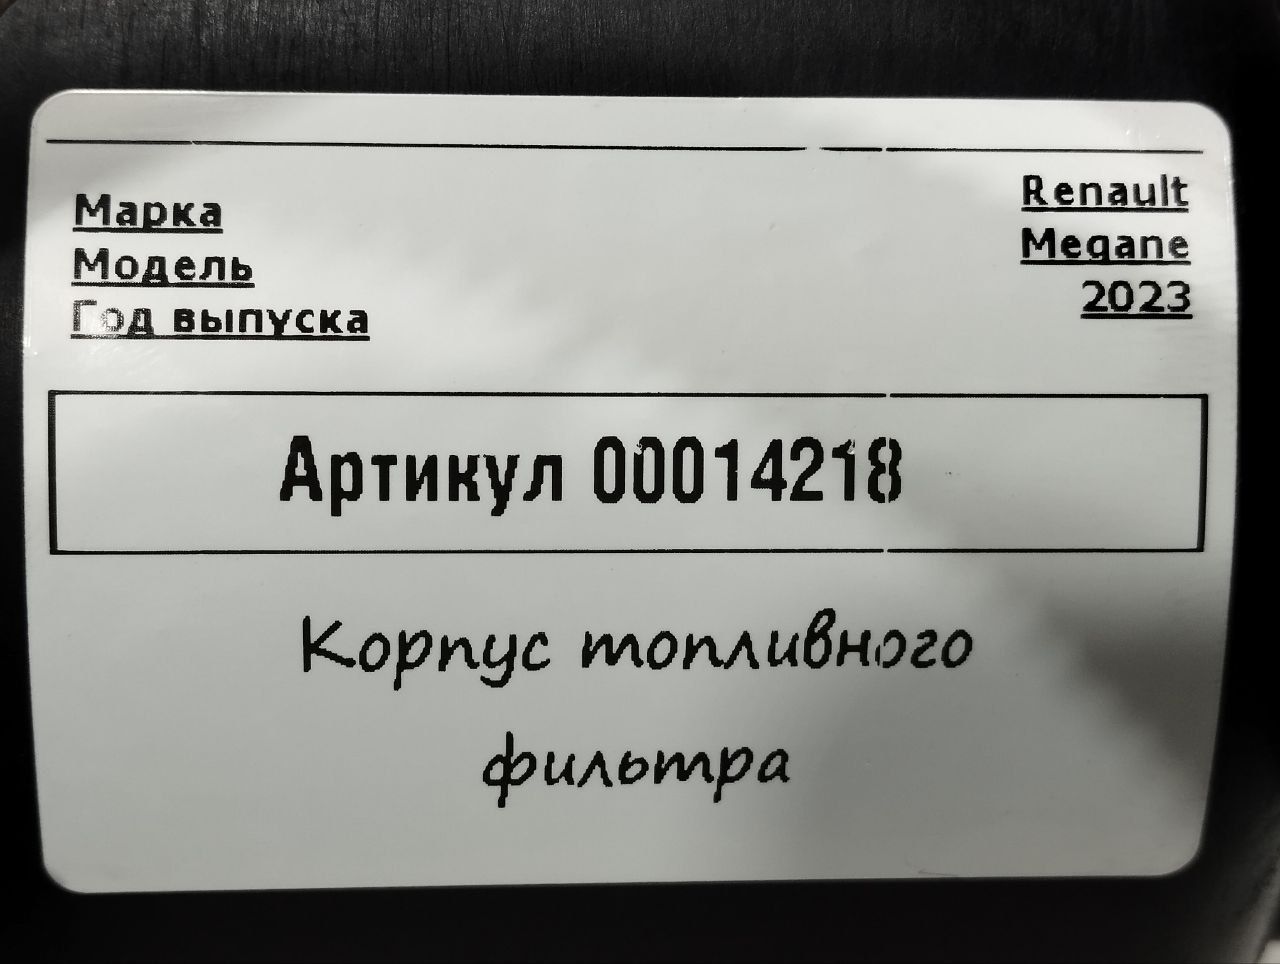 Марка Renault
Модель Megane
Год выпуска 2023
Артикул 00014218
Корпус топливного
фильтра